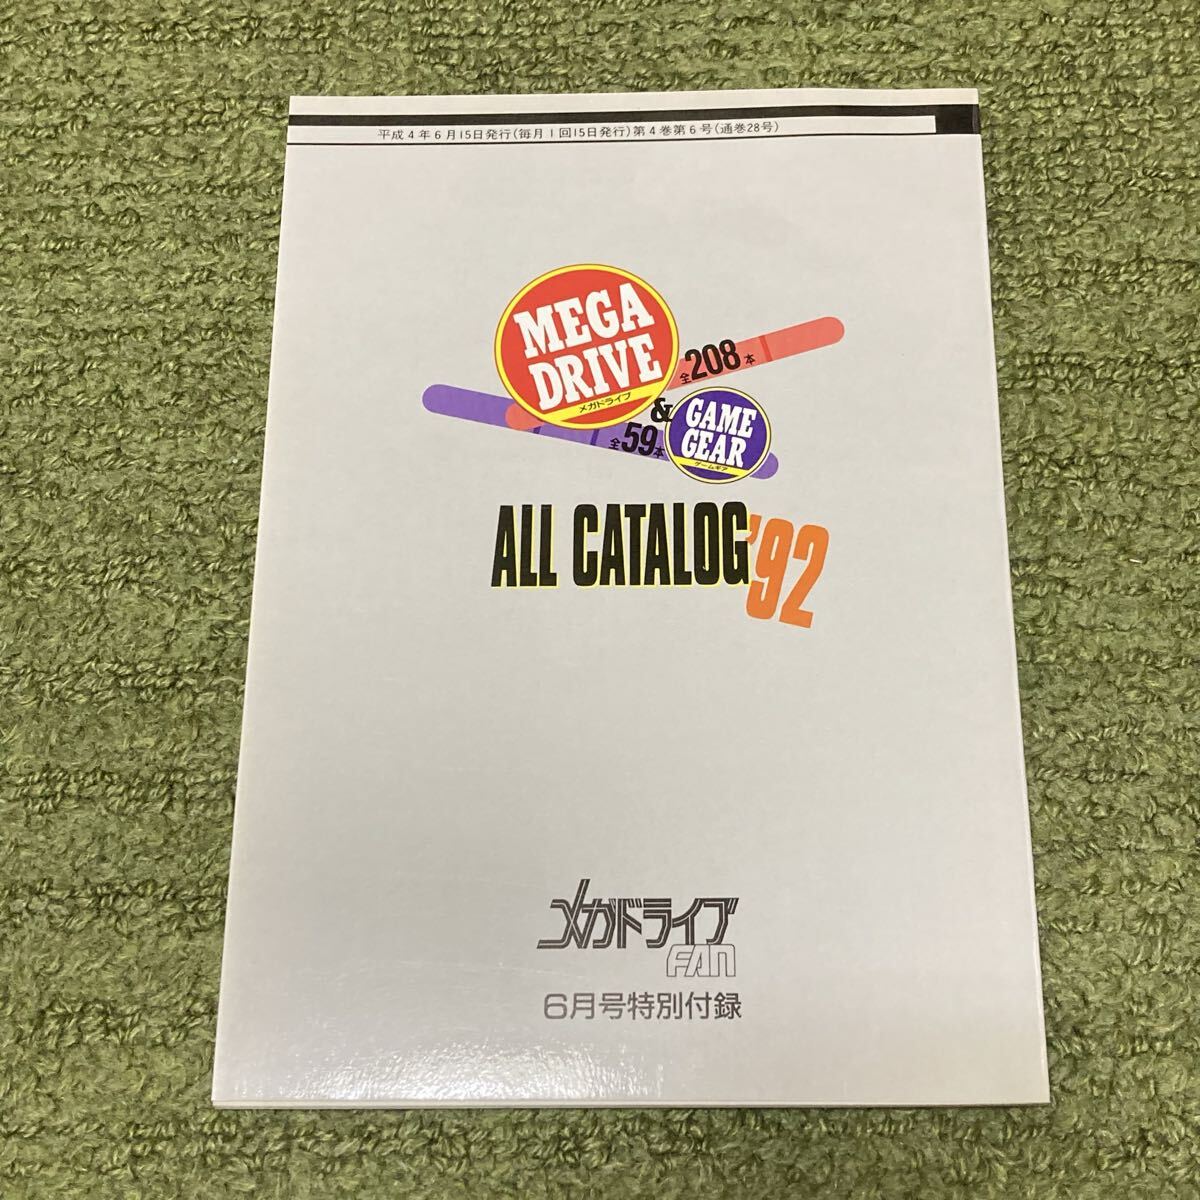 平成4年6月15日発行(毎月1回15日発行)第4巻第6号(通巻28号)
MEGA
DRIVE
メガドライブ
全208本
&
全59本
GAME
GEAR
ゲームギア
ALL CATALOG'92
メガドライブ
FAN
6月号特別付録